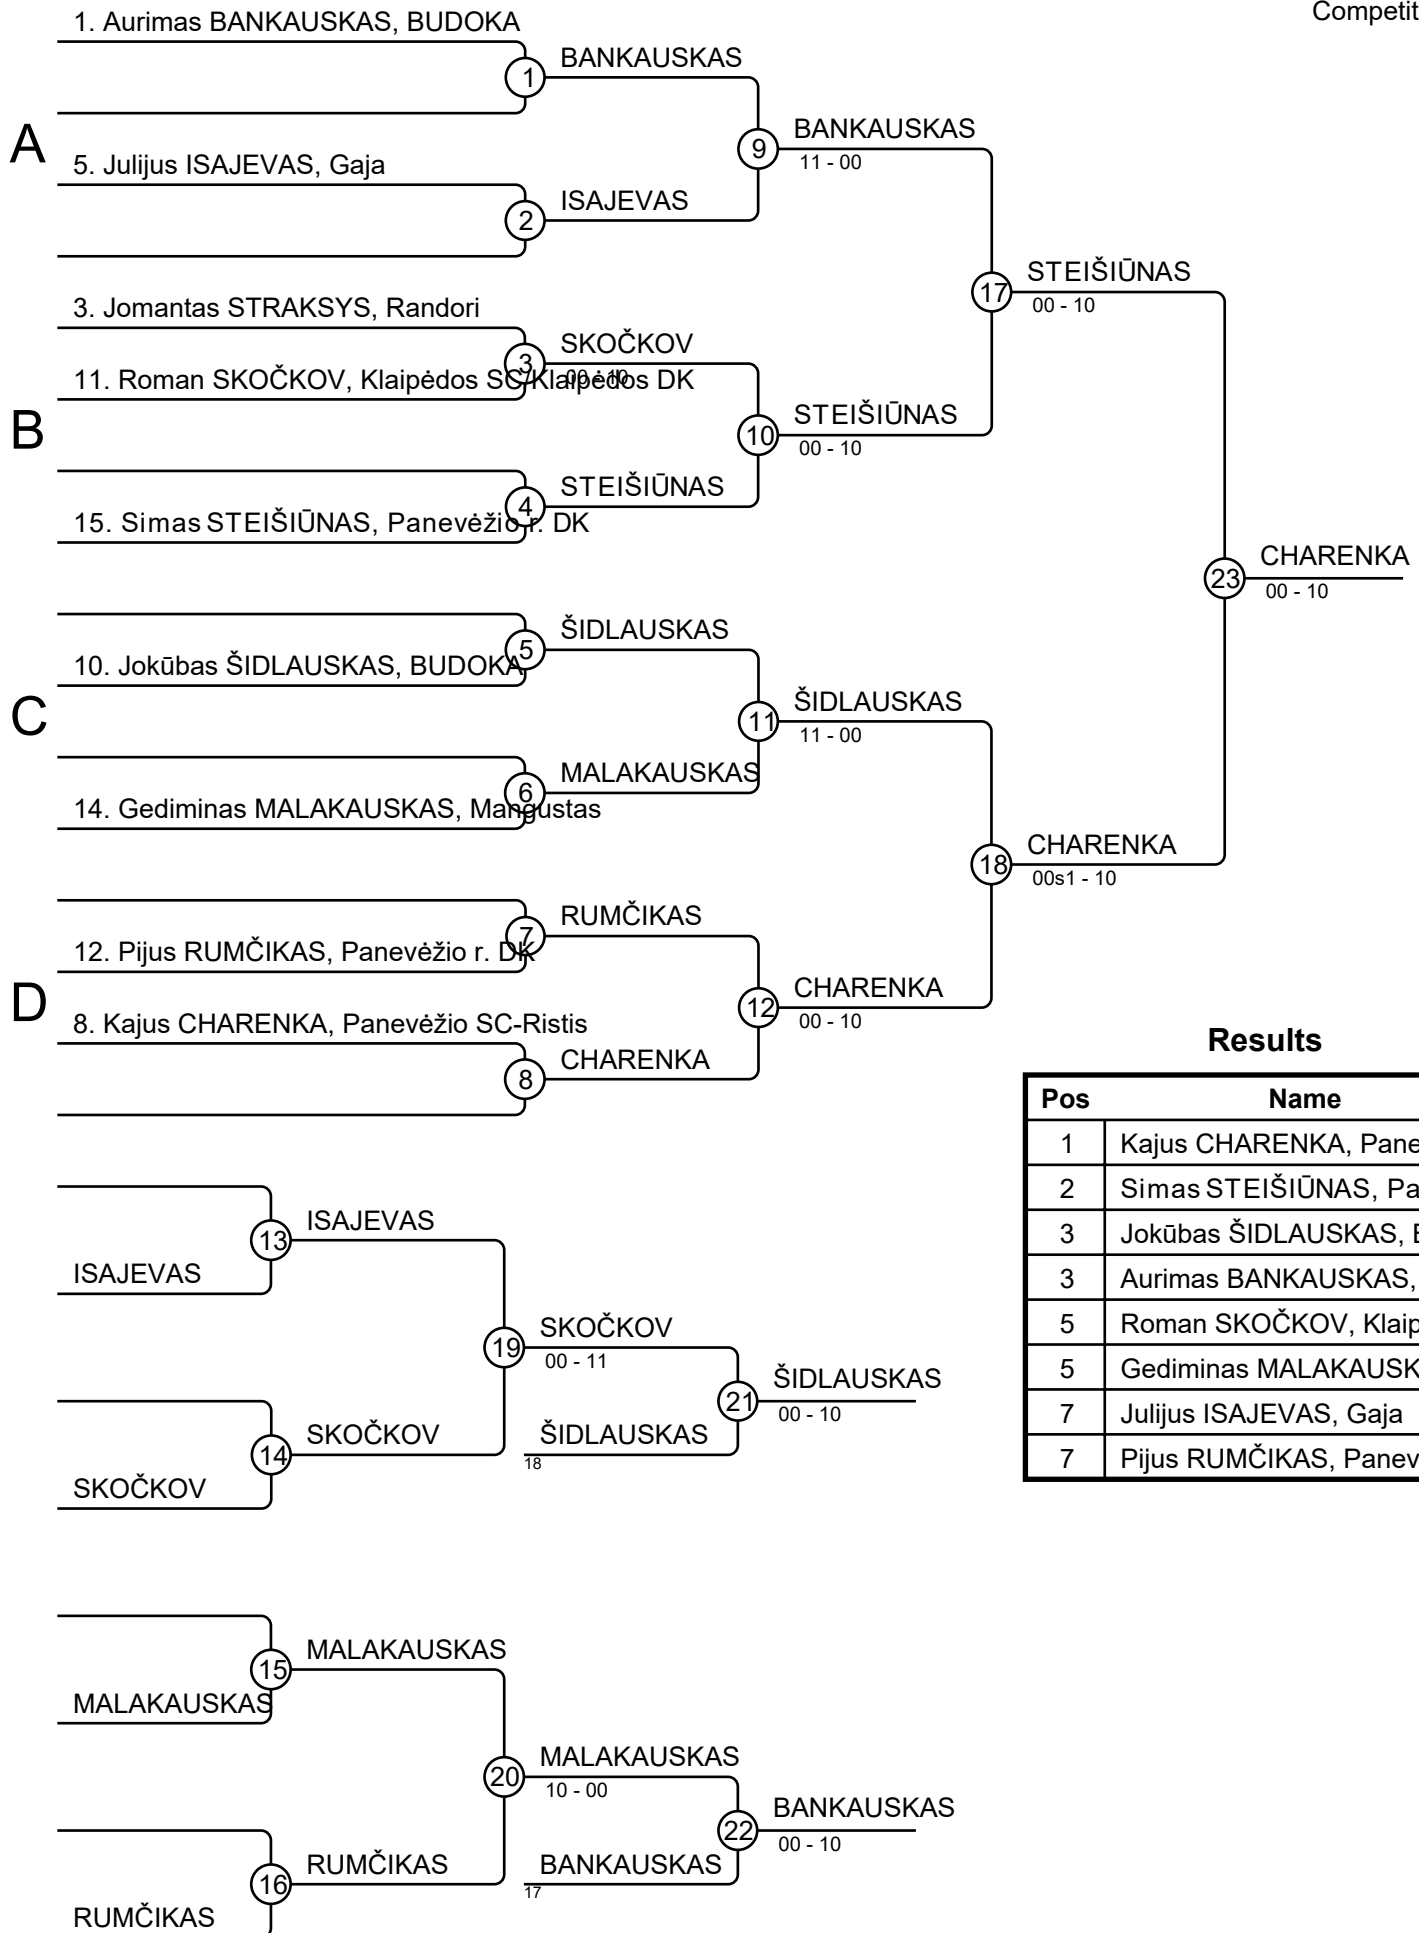 Competit
1. Aurimas BANKAUSKAS, BUDOKA
1
BANKAUSKAS
A
9
BANKAUSKAS
11 - 00
5. Julijus ISAJEVAS, Gaja
2
ISAJEVAS
17
STEIŠIŪNAS
00 - 10
3. Jomantas STRAKSYS, Randori
3
SKOČKOV
00 - 10
11. Roman SKOČKOV, Klaipėdos SC/Klaipėdos DK
B
10
STEIŠIŪNAS
00 - 10
4
STEIŠIŪNAS
15. Simas STEIŠIŪNAS, Panevėžio r. DK
23
CHARENKA
00 - 10
5
ŠIDLAUSKAS
10. Jokūbas ŠIDLAUSKAS, BUDOKA
C
11
ŠIDLAUSKAS
11 - 00
6
MALAKAUSKAS
14. Gediminas MALAKAUSKAS, Mangustas
18
CHARENKA
00s1 - 10
7
RUMČIKAS
12. Pijus RUMČIKAS, Panevėžio r. DK
D
12
CHARENKA
00 - 10
8. Kajus CHARENKA, Panevėžio SC-Ristis
8
CHARENKA
Results
Pos Name
1 Kajus CHARENKA, Pane
2 Simas STEIŠIŪNAS, Pa
3 Jokūbas ŠIDLAUSKAS, B
3 Aurimas BANKAUSKAS,
5 Roman SKOČKOV, Klaip
5 Gediminas MALAKAUSK
7 Julijus ISAJEVAS, Gaja
7 Pijus RUMČIKAS, Panev
13
ISAJEVAS
ISAJEVAS
19
SKOČKOV
00 - 11
14
SKOČKOV
SKOČKOV
21
ŠIDLAUSKAS
00 - 10
ŠIDLAUSKAS
18
15
MALAKAUSKAS
MALAKAUSKAS
20
MALAKAUSKAS
10 - 00
16
RUMČIKAS
RUMČIKAS
22
BANKAUSKAS
00 - 10
BANKAUSKAS
17